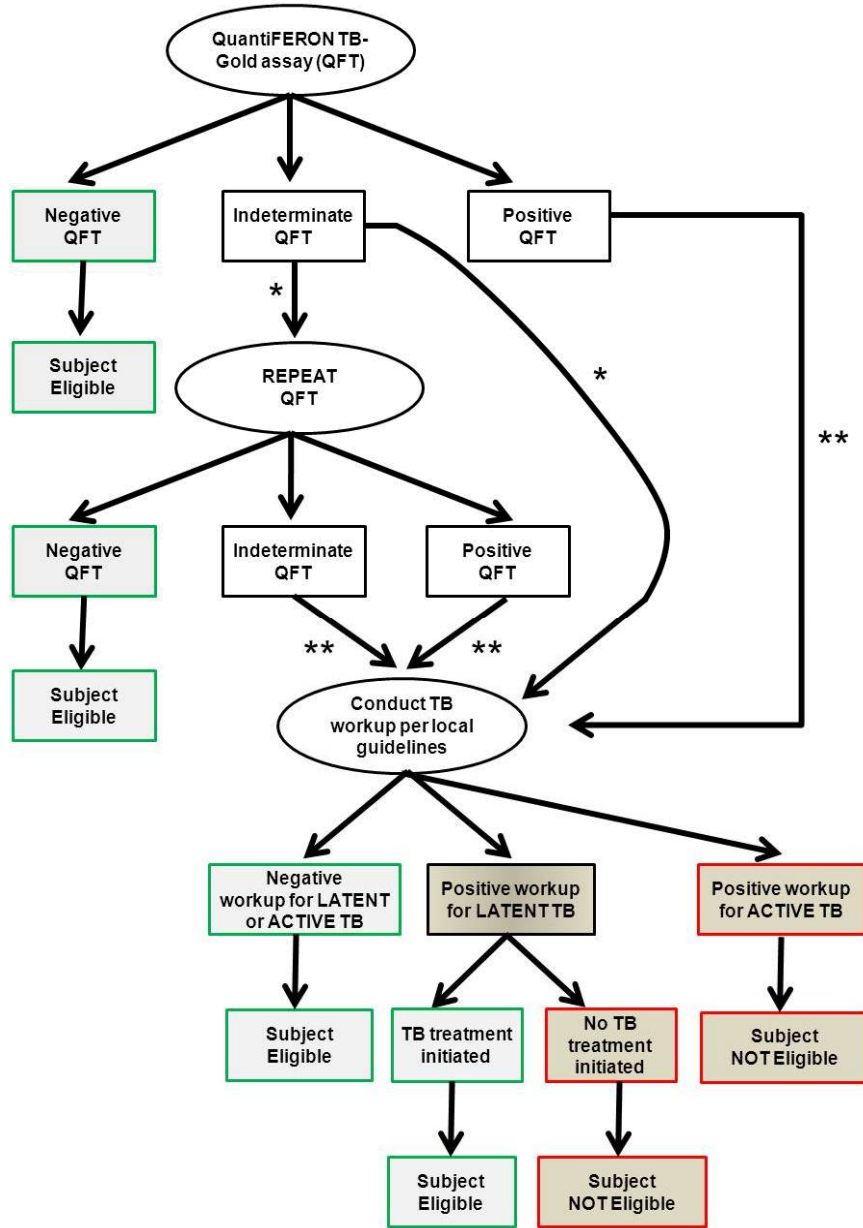 QuantiFERON TB-
Gold assay (QFT)
Negative
QFT
Indeterminate
QFT
Positive
QFT
*
Subject
Eligible
REPEAT
QFT
*
**
Negative
QFT
Indeterminate
QFT
Positive
QFT
**
**
Subject
Eligible
Conduct TB
workup per local
guidelines
Negative
workup for LATENT
or ACTIVE TB
Positive workup
for LATENT TB
Positive workup
for ACTIVE TB
Subject
Eligible
TB treatment
initiated
No TB
treatment
initiated
Subject
NOT Eligible
Subject
Eligible
Subject
NOT Eligible